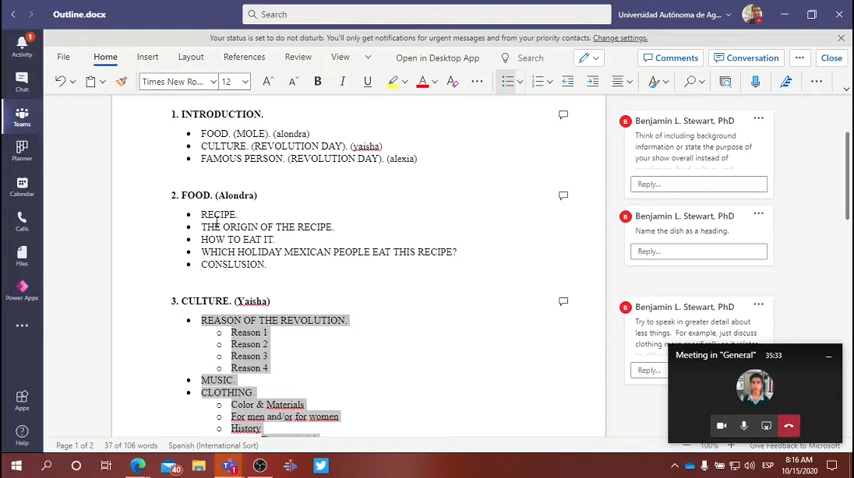 Outline.docx
Search
Universidad Autónoma de Ag...
Your status is set to do not disturb. You'll only get notifications for urgent messages and from your priority contacts. Change settings.
File Home Insert Layout References Review View Open in Desktop App Search Comments Conversation Close
Times New Rom... 12 B I U A
Activity
Chat
Teams
Planner
Calendar
Calls
Files
Power Apps
Apps
Help
1. INTRODUCTION.
FOOD. (MOLE). (alondra)
CULTURE. (REVOLUTION DAY). (yaisha)
FAMOUS PERSON. (REVOLUTION DAY). (alexia)
2. FOOD. (Alondra)
RECIPE.
THE ORIGIN OF THE RECIPE.
HOW TO EAT IT.
WHICH HOLIDAY MEXICAN PEOPLE EAT THIS RECIPE?
CONSLUSION.
3. CULTURE. (Yaisha)
REASON OF THE REVOLUTION.
Reason 1
Reason 2
Reason 3
Reason 4
MUSIC.
CLOTHING.
Color & Materials
For men and/or for women
History
B Benjamin L. Stewart, PhD
Think of including background
information or state the purpose of
your show overall instead of
Reply...
B Benjamin L. Stewart, PhD
Name the dish as a heading.
Reply...
B Benjamin L. Stewart, PhD
Try to speak in greater detail about
less things. For example, just discuss
Reply...
Meeting in "General" 35:33
Page 1 of 2 37 of 106 words Spanish (International Sort) 100% Give Feedback to Microsoft
40
ESP
8:16 AM
10/15/2020